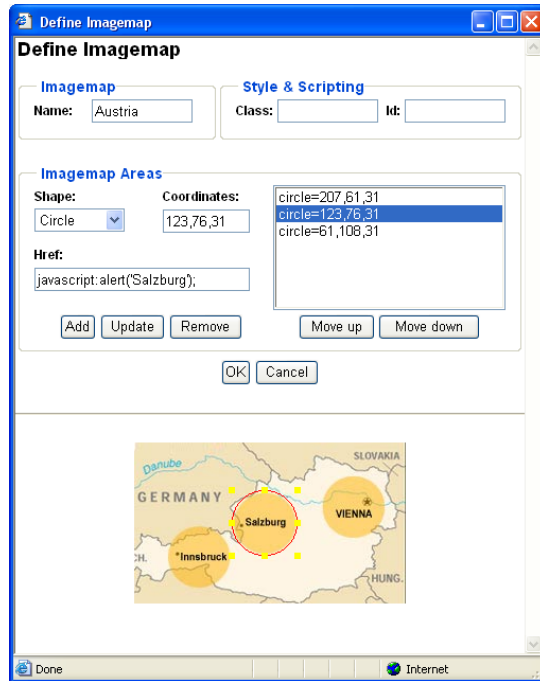 Define Imagemap
Define Imagemap
Imagemap
Style & Scripting
Name: Austria
Class:
Id:
Imagemap Areas
Shape:
Coordinates:
Circle
123,76,31
circle=207,61,31
circle=123,76,31
circle=61,108,31
Href:
javascript:alert('Salzburg');
Add Update Remove
Move up Move down
OK Cancel
SLOVAKIA
Danube
GERMANY
VIENNA
Salzburg
CH.
Innsbruck
HUNG.
Done
Internet